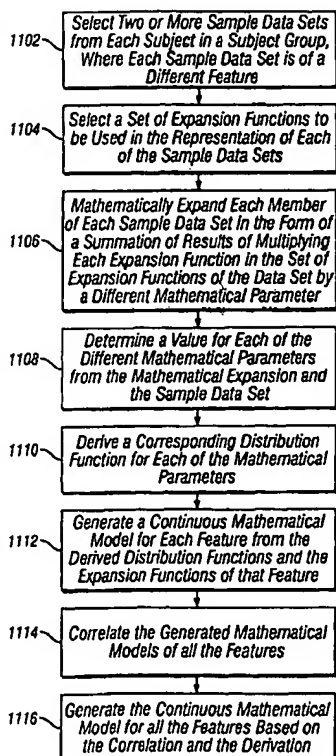 1102
Select Two or More Sample Data Sets
from Each Subject in a Subject Group,
Where Each Sample Data Set is of a
Different Feature
1104
Select a Set of Expansion Functions to
be Used in the Representation of Each
of the Sample Data Sets
1106
Mathematically Expand Each Member
of Each Sample Data Set in the Form of
a Summation of Results of Multiplying
Each Expansion Function in the Set of
Expansion Functions of the Data Set by
a Different Mathematical Parameter
1108
Determine a Value for Each of the
Different Mathematical Parameters
from the Mathematical Expansion and
the Sample Data Set
1110
Derive a Corresponding Distribution
Function for Each of the Mathematical
Parameters
1112
Generate a Continuous Mathematical
Model for Each Feature from the
Derived Distribution Functions and the
Expansion Functions of that Feature
1114
Correlate the Generated Mathematical
Models of all the Features
1116
Generate the Continuous Mathematical
Model for all the Features Based on
the Correlation and the Derivation